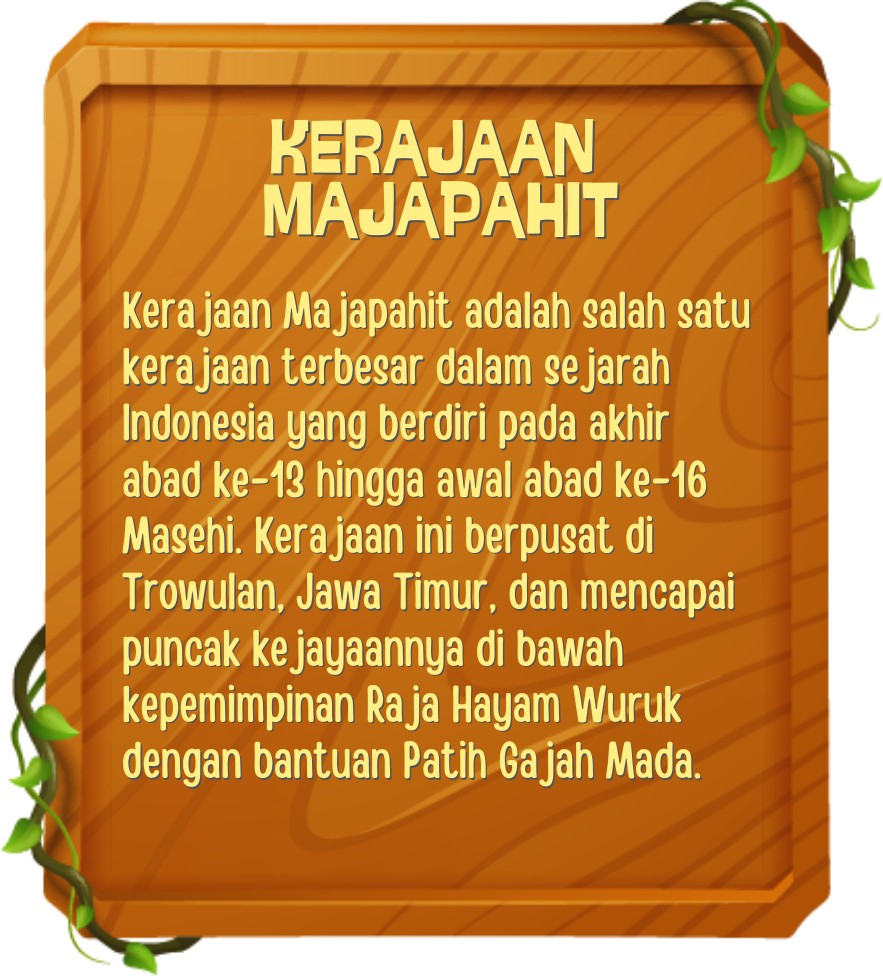 KERAJAAN
MAJAPAHIT
Kerajaan Majapahit adalah salah satu
kerajaan terbesar dalam sejarah
Indonesia yang berdiri pada akhir
abad ke-13 hingga awal abad ke-16
Masehi. Kerajaan ini berpusat di
Trowulan, Jawa Timur, dan mencapai
puncak kejayaannya di bawah
kepemimpinan Raja Hayam Wuruk
dengan bantuan Patih Gajah Mada.